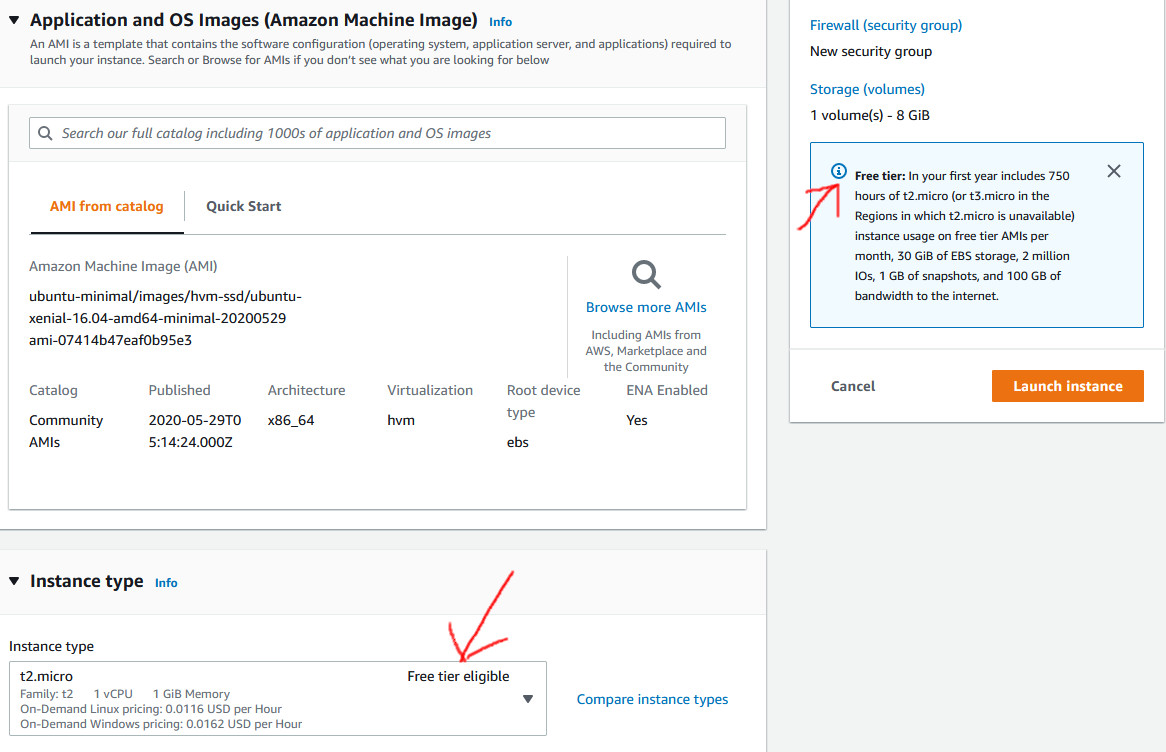 Application and OS Images (Amazon Machine Image) Info
An AMI is a template that contains the software configuration (operating system, application server, and applications) required to
launch your instance. Search or Browse for AMIs if you don't see what you are looking for below
Search our full catalog including 1000s of application and OS images
AMI from catalog
Quick Start
Amazon Machine Image (AMI)
ubuntu-minimal/images/hvm-ssd/ubuntu-
xenial-16.04-amd64-minimal-20200529
ami-07414b47eaf0b95e3
Browse more AMIs
Including AMIs from
AWS, Marketplace and
the Community
Catalog
Community
AMIs
Published
2020-05-29T0
5:14:24.000Z
Architecture
x86_64
Virtualization
hvm
Root device
type
ebs
ENA Enabled
Yes
Instance type Info
Instance type
t2.micro
Free tier eligible
Family: t2 1 vCPU 1 GiB Memory
On-Demand Linux pricing: 0.0116 USD per Hour
On-Demand Windows pricing: 0.0162 USD per Hour
Compare instance types
Firewall (security group)
New security group
Storage (volumes)
1 volume(s) - 8 GiB
Free tier: In your first year includes 750
hours of t2.micro (or t3.micro in the
Regions in which t2.micro is unavailable)
instance usage on free tier AMIs per
month, 30 GiB of EBS storage, 2 million
IOs, 1 GB of snapshots, and 100 GB of
bandwidth to the internet.
Cancel
Launch instance